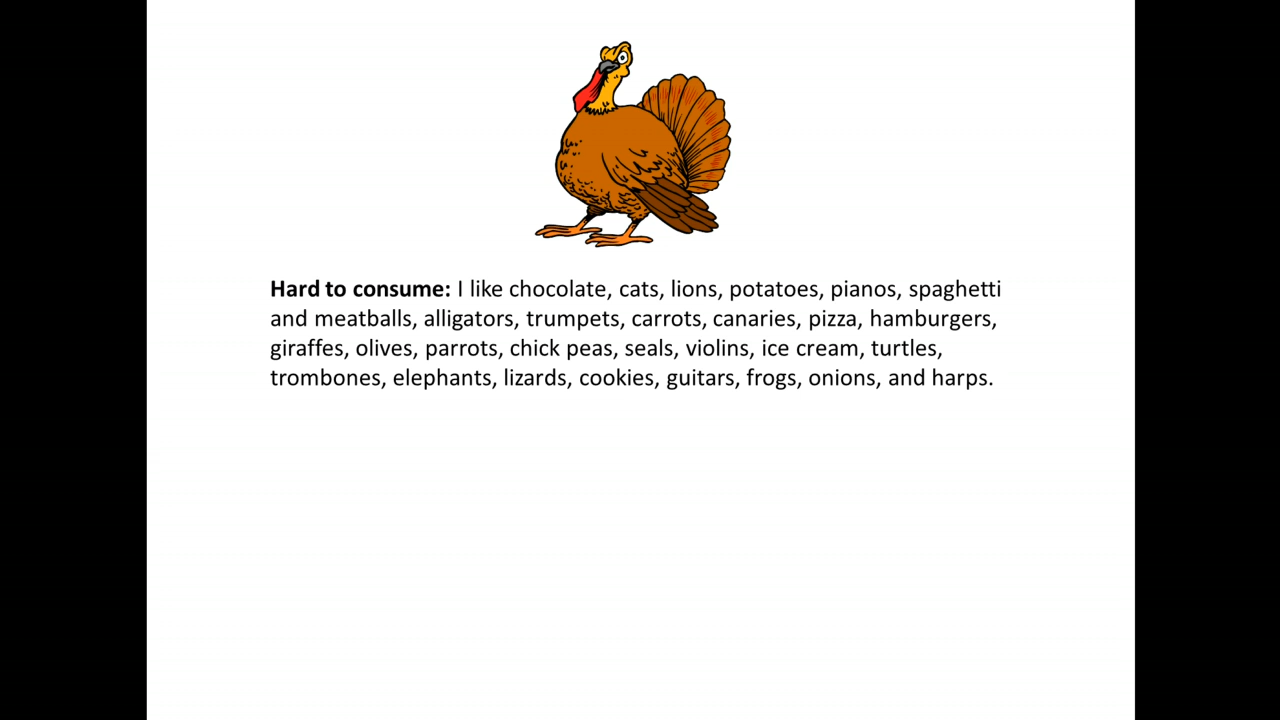 Hard to consume: I like chocolate, cats, lions, potatoes, pianos, spaghetti
and meatballs, alligators, trumpets, carrots, canaries, pizza, hamburgers,
giraffes, olives, parrots, chick peas, seals, violins, ice cream, turtles,
trombones, elephants, lizards, cookies, guitars, frogs, onions, and harps.